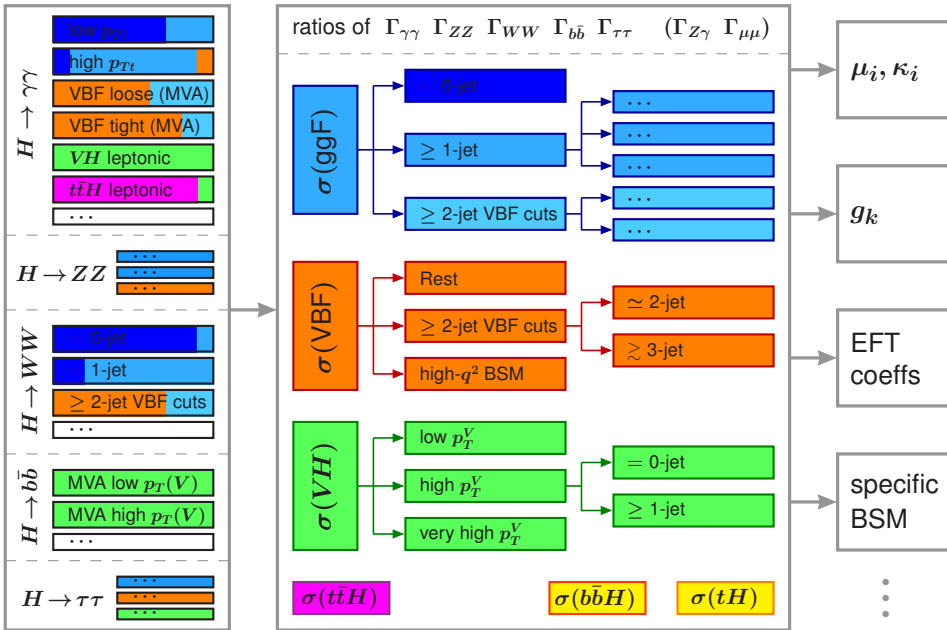 H → γγ
low p_Tt
high p_Tt
VBF loose (MVA)
VBF tight (MVA)
VH leptonic
tt̄H leptonic
...
H → ZZ
...
...
...
H → WW
0-jet
1-jet
≥ 2-jet VBF cuts
...
H → bb̄
MVA low p_T(V)
MVA high p_T(V)
...
H → ττ
...
...
...
ratios of Γ_γγ Γ_ZZ Γ_WW Γ_bb̄ Γ_ττ (Γ_Zγ Γ_μμ)
σ(ggF)
0-jet
≥ 1-jet
≥ 2-jet VBF cuts
...
...
...
...
...
σ(VBF)
Rest
≥ 2-jet VBF cuts
high-q² BSM
≃ 2-jet
≳ 3-jet
σ(VH)
low p_T^V
high p_T^V
very high p_T^V
= 0-jet
≥ 1-jet
σ(tt̄H)
σ(bb̄H)
σ(tH)
μ_i, κ_i
g_k
EFT
coeffs
specific
BSM
⋮